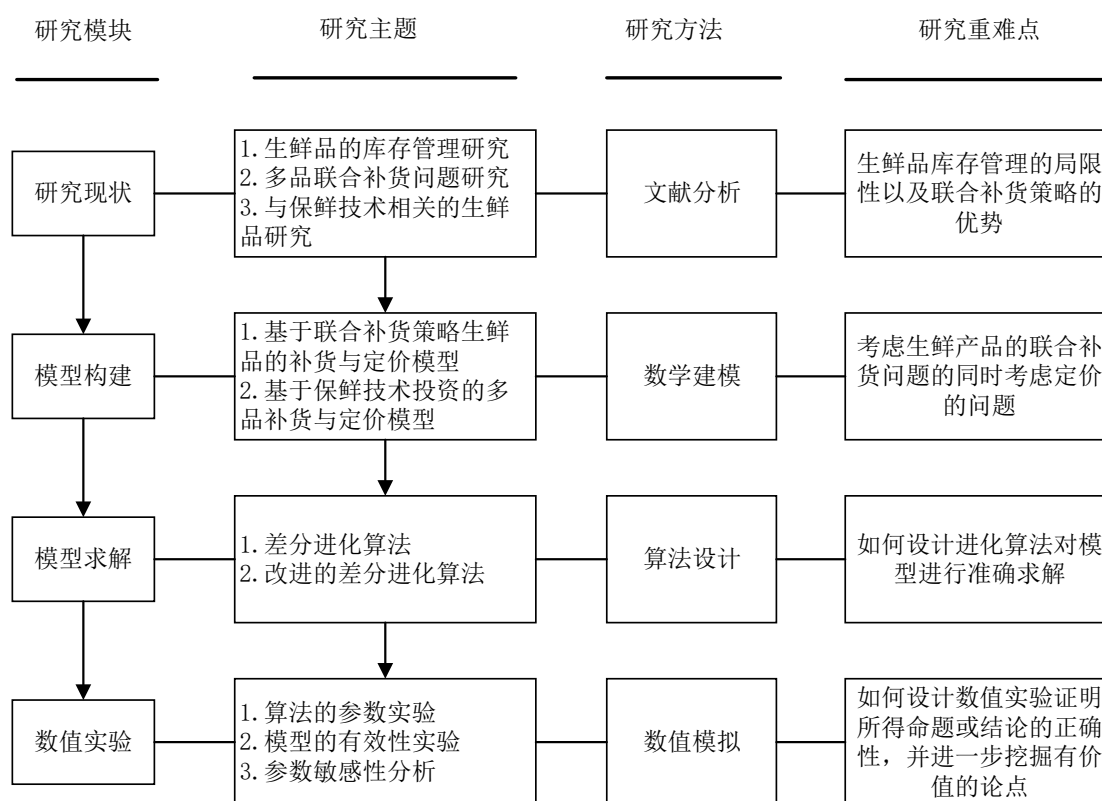 研究模块
研究主题
研究方法
研究重难点
研究现状
1.生鲜品的库存管理研究
2.多品联合补货问题研究
3.与保鲜技术相关的生鲜
品研究
文献分析
生鲜品库存管理的局限
性以及联合补货策略的
优势
模型构建
1.基于联合补货策略生鲜
品的补货与定价模型
2.基于保鲜技术投资的多
品补货与定价模型
数学建模
考虑生鲜产品的联合补
货问题的同时考虑定价
的问题
模型求解
1.差分进化算法
2.改进的差分进化算法
算法设计
如何设计进化算法对模
型进行准确求解
数值实验
1.算法的参数实验
2.模型的有效性实验
3.参数敏感性分析
数值模拟
如何设计数值实验证明
所得命题或结论的正确
性，并进一步挖掘有价
值的论点